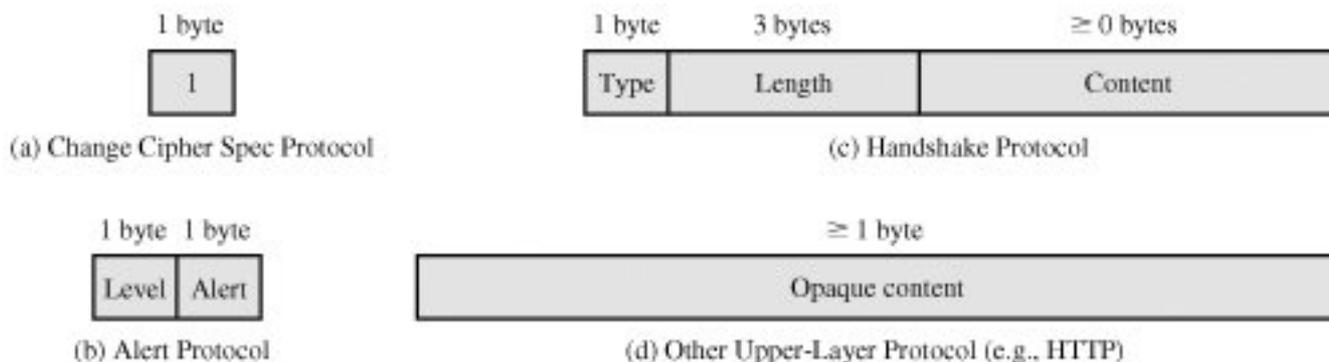 1 byte
1
(a) Change Cipher Spec Protocol
1 byte 3 bytes ≥ 0 bytes
Type Length Content
(c) Handshake Protocol
1 byte 1 byte
Level Alert
(b) Alert Protocol
≥ 1 byte
Opaque content
(d) Other Upper-Layer Protocol (e.g., HTTP)